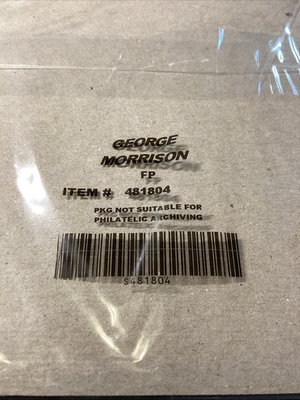 GEORGE
MORRISON
FP
ITEM # 481804
PKG NOT SUITABLE FOR
PHILATELIC ARCHIVING
S481804